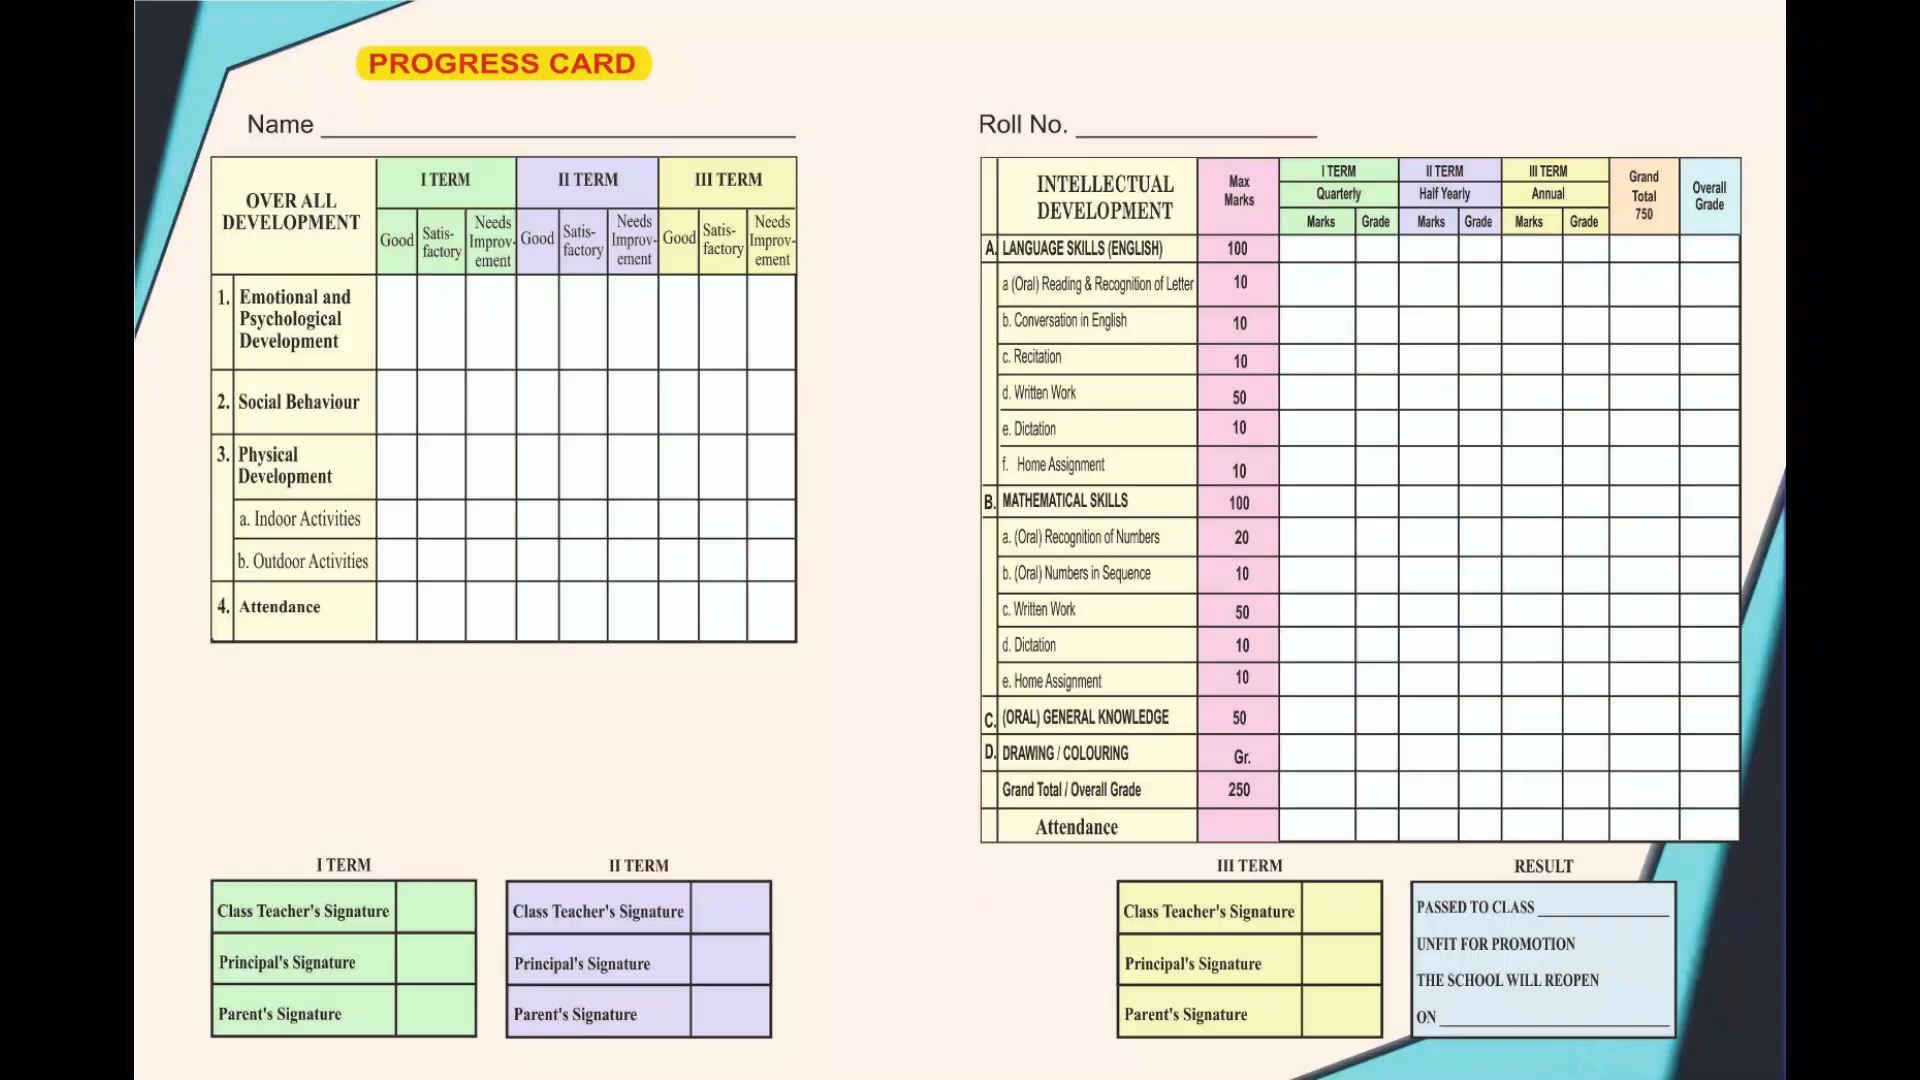 PROGRESS CARD
Name
Roll No.
OVER ALL
DEVELOPMENT
I TERM
II TERM
III TERM
Good
Satis-
factory
Needs
Improv-
ement
Good
Satis-
factory
Needs
Improv-
ement
Good
Satis-
factory
Needs
Improv-
ement
1. Emotional and
Psychological
Development
2. Social Behaviour
3. Physical
Development
a. Indoor Activities
b. Outdoor Activities
4. Attendance
INTELLECTUAL
DEVELOPMENT
Max
Marks
I TERM
Quarterly
Marks Grade
II TERM
Half Yearly
Marks Grade
III TERM
Annual
Marks Grade
Grand
Total
750
Overall
Grade
A. LANGUAGE SKILLS (ENGLISH) 100
a (Oral) Reading & Recognition of Letter 10
b. Conversation in English 10
c. Recitation 10
d. Written Work 50
e. Dictation 10
f. Home Assignment 10
B. MATHEMATICAL SKILLS 100
a. (Oral) Recognition of Numbers 20
b. (Oral) Numbers in Sequence 10
c. Written Work 50
d. Dictation 10
e. Home Assignment 10
C. (ORAL) GENERAL KNOWLEDGE 50
D. DRAWING / COLOURING Gr.
Grand Total / Overall Grade 250
Attendance
I TERM
Class Teacher's Signature
Principal's Signature
Parent's Signature
II TERM
Class Teacher's Signature
Principal's Signature
Parent's Signature
III TERM
Class Teacher's Signature
Principal's Signature
Parent's Signature
RESULT
PASSED TO CLASS
UNFIT FOR PROMOTION
THE SCHOOL WILL REOPEN
ON